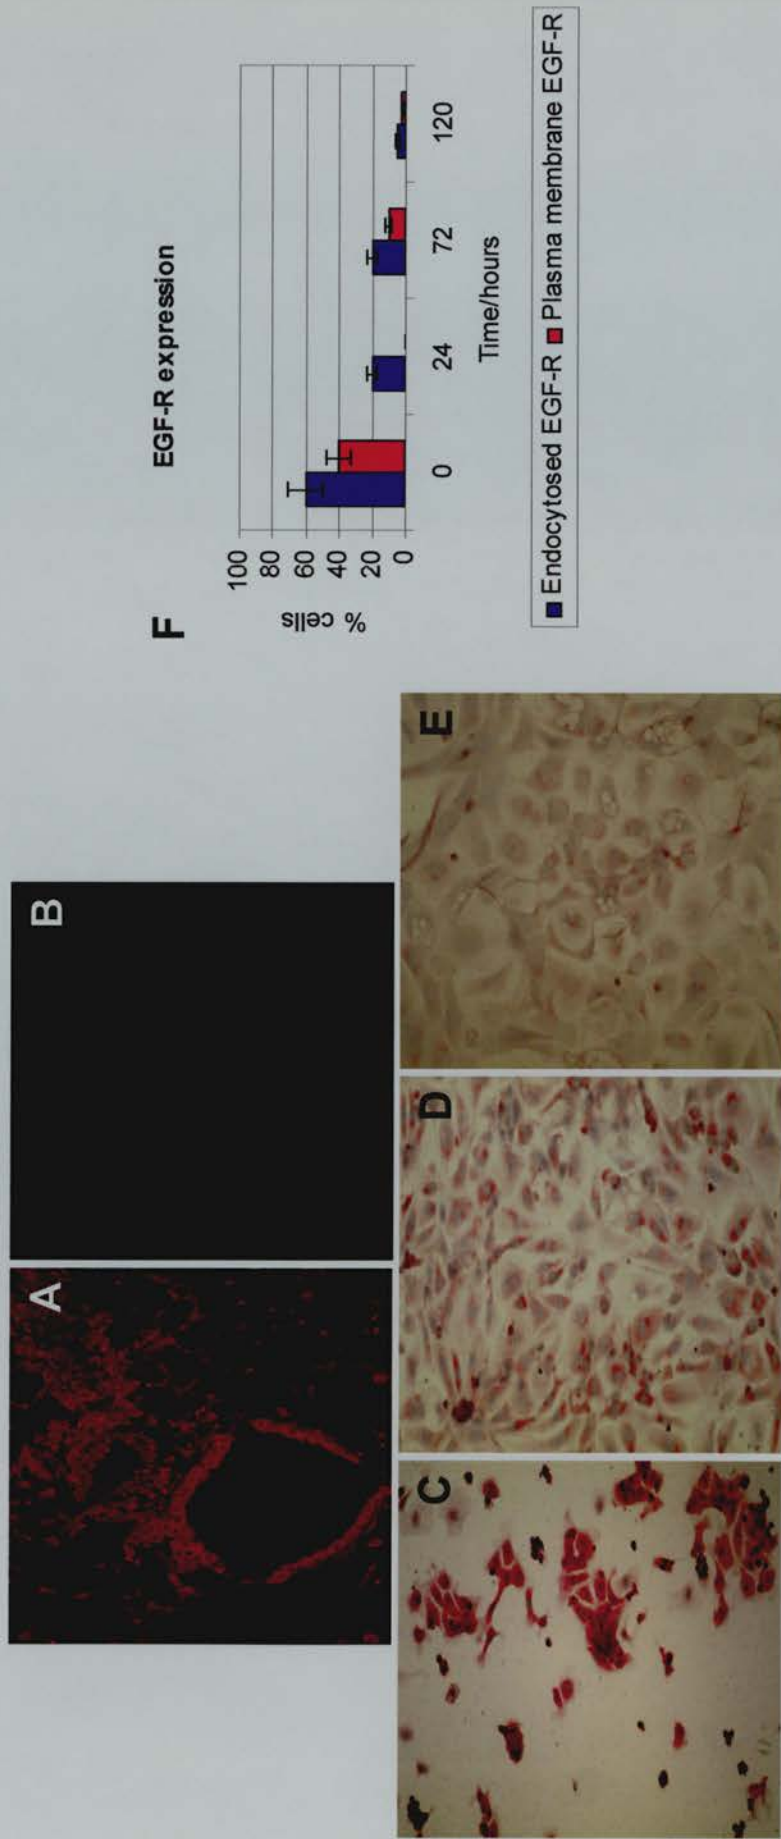 A
B
C
D
E
F
EGF-R expression
% cells
100
80
60
40
20
0
0 24 72 120
Time/hours
Endocytosed EGF-R Plasma membrane EGF-R